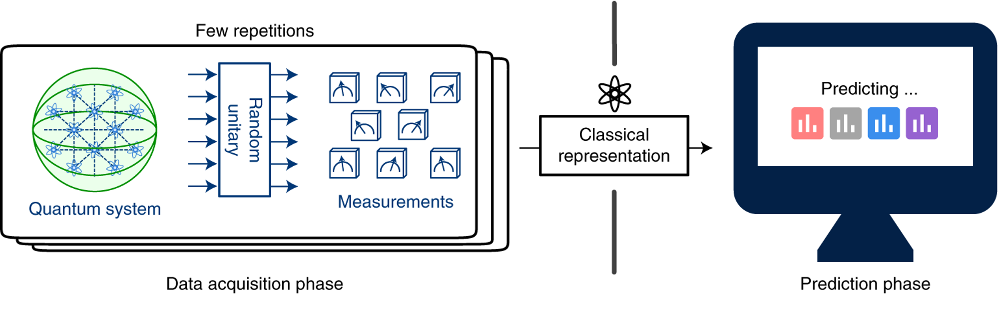 Few repetitions
Random
unitary
Quantum system
Measurements
Data acquisition phase
Classical
representation
Predicting ...
Prediction phase